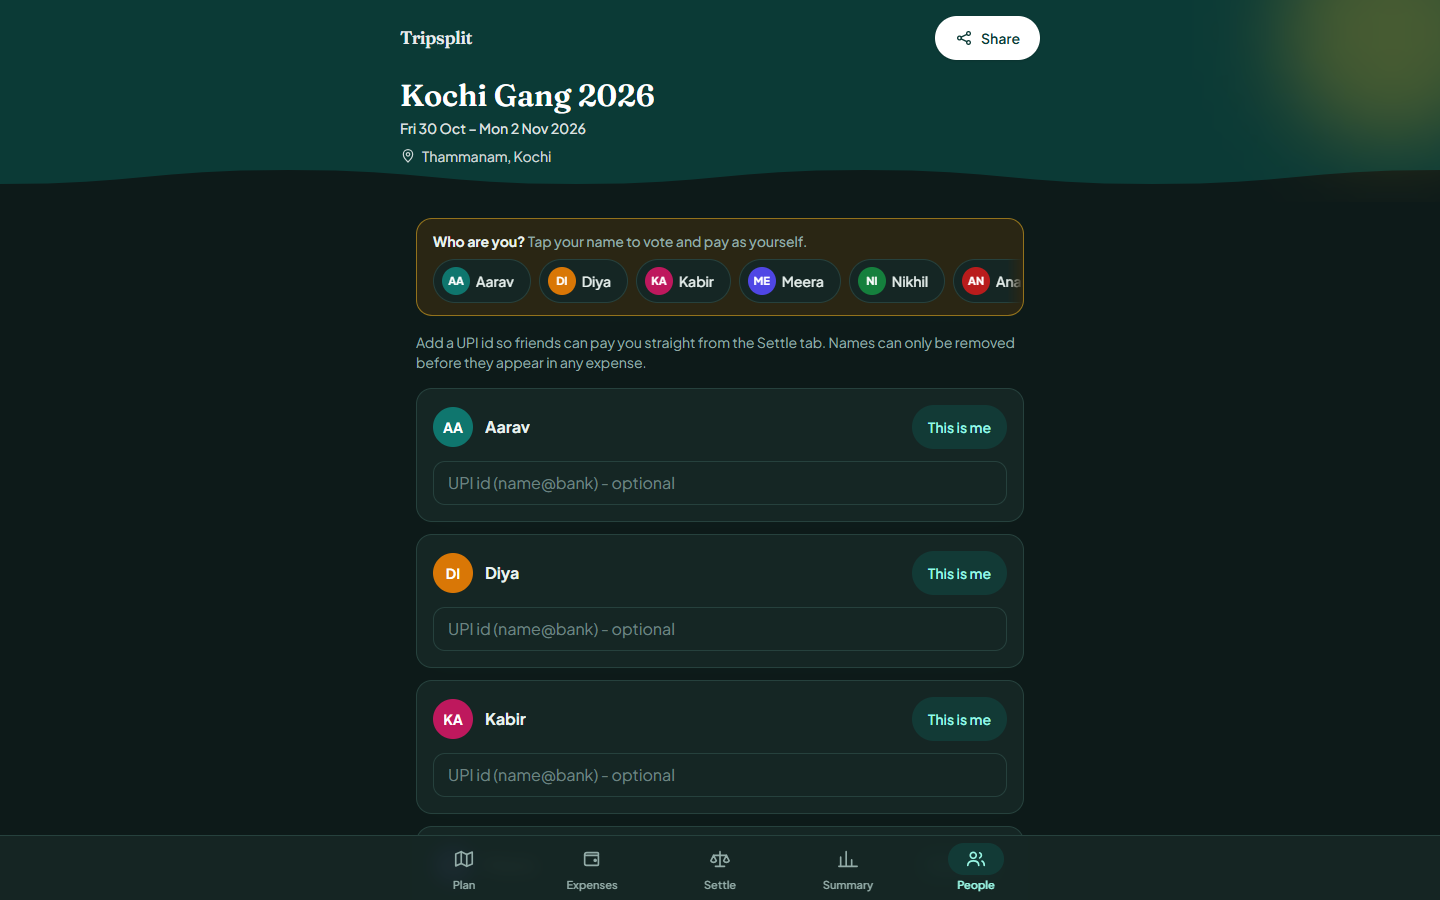 Tripsplit
Share
Kochi Gang 2026
Fri 30 Oct – Mon 2 Nov 2026
Thammanam, Kochi
Who are you? Tap your name to vote and pay as yourself.
AA Aarav DI Diya KA Kabir ME Meera NI Nikhil AN Ana
Add a UPI id so friends can pay you straight from the Settle tab. Names can only be removed
before they appear in any expense.
AA Aarav This is me
UPI id (name@bank) - optional
DI Diya This is me
UPI id (name@bank) - optional
KA Kabir This is me
UPI id (name@bank) - optional
Plan Expenses Settle Summary People